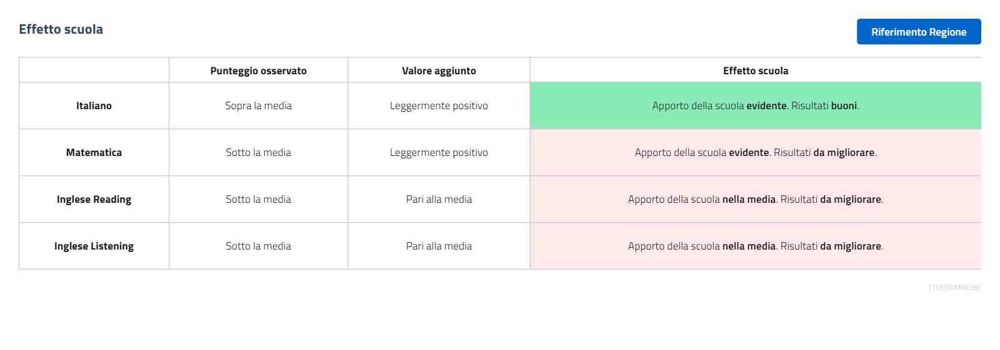 Effetto scuola
Riferimento Regione
Punteggio osservato Valore aggiunto Effetto scuola
Italiano Sopra la media Leggermente positivo Apporto della scuola evidente. Risultati buoni.
Matematica Sotto la media Leggermente positivo Apporto della scuola evidente. Risultati da migliorare.
Inglese Reading Sotto la media Pari alla media Apporto della scuola nella media. Risultati da migliorare.
Inglese Listening Sotto la media Pari alla media Apporto della scuola nella media. Risultati da migliorare.
[TVESXIMRL08]